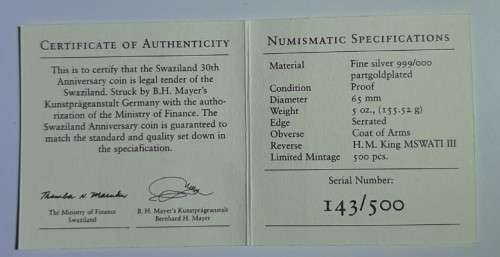 CERTIFICATE OF AUTHENTICITY
This is to certify that the Swaziland 30th
Anniversary coin is legal tender of the
Swaziland. Struck by B.H. Mayer's
Kunstprägeanstalt Germany with the autho-
rization of the Ministry of Finance. The
Swaziland Anniversary coin is guaranteed to
match the standard and quality set down in
the specification.
The Ministry of Finance
Swaziland
B. H. Mayer's Kunstprägeanstalt
Bernhard H. Mayer
NUMISMATIC SPECIFICATIONS
Material Fine silver 999/000
partgoldplated
Condition Proof
Diameter 65 mm
Weight 5 oz., (155.52 g)
Edge Serrated
Obverse Coat of Arms
Reverse H.M. King MSWATI III
Limited Mintage 500 pcs.
Serial Number:
143/500